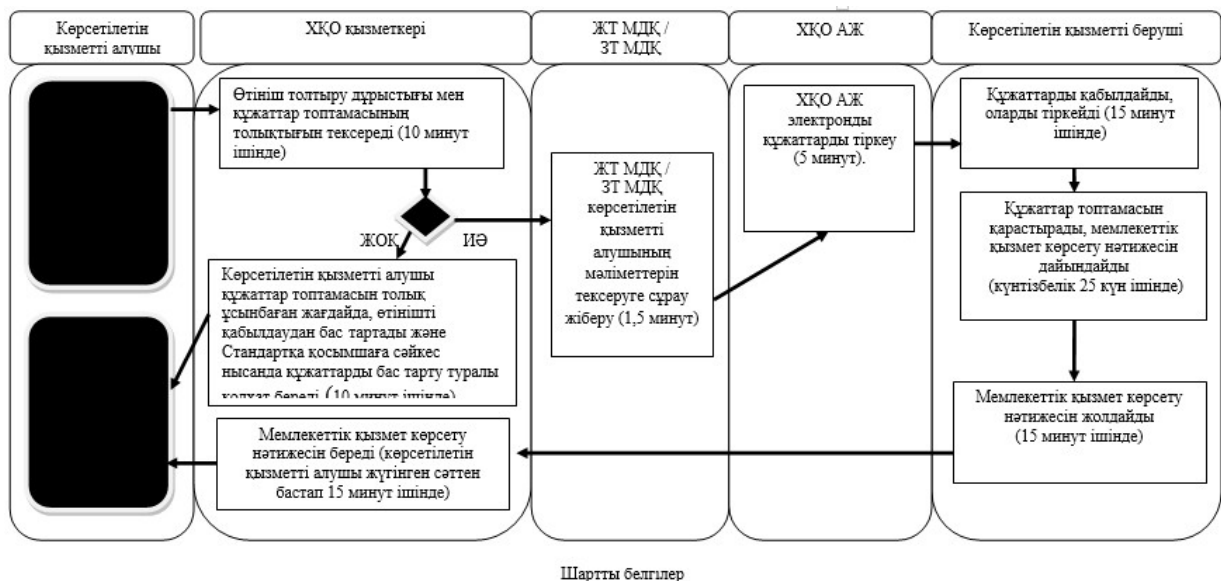 Көрсетілетін
қызметті алушы
ХҚО қызметкері
ЖТ МДҚ /
ЗТ МДҚ
ХҚО АЖ
Көрсетілетін қызметті беруші
Өтініш толтыру дұрыстығы мен
құжаттар топтамасының
толықтығын тексереді (10 минут
ішінде)
ЖОҚ
ИӘ
Көрсетілетін қызметті алушы
құжаттар топтамасын толық
ұсынбаған жағдайда, өтінішті
қабылдаудан бас тартады және
Стандартқа қосымшаға сәйкес
нысанда құжаттарды бас тарту туралы
қолхат береді (10 минут ішінде)
Мемлекеттік қызмет көрсету
нәтижесін береді (көрсетілетін
қызметті алушы жүгінген сәттен
бастап 15 минут ішінде)
ЖТ МДҚ /
ЗТ МДҚ
көрсетілетін
қызметті
алушының
мәліметтерін
тексеруге сұрау
жіберу (1,5 минут)
ХҚО АЖ
электронды
құжаттарды тіркеу
(5 минут).
Құжаттарды қабылдайды,
оларды тіркейді (15 минут
ішінде)
Құжаттар топтамасын
қарастырады, мемлекеттік
қызмет көрсету нәтижесін
дайындайды
(күнтізбелік 25 күн ішінде)
Мемлекеттік қызмет көрсету
нәтижесін жолдайды
(15 минут ішінде)
Шартты белгілер